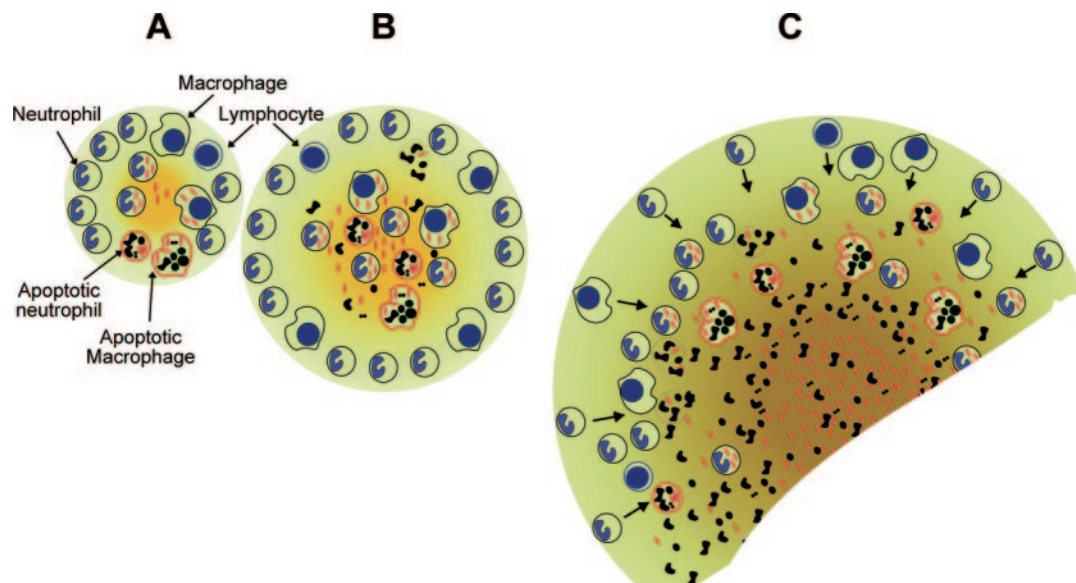 A
B
C
Macrophage
Neutrophil
Lymphocyte
Apoptotic
neutrophil
Apoptotic
Macrophage